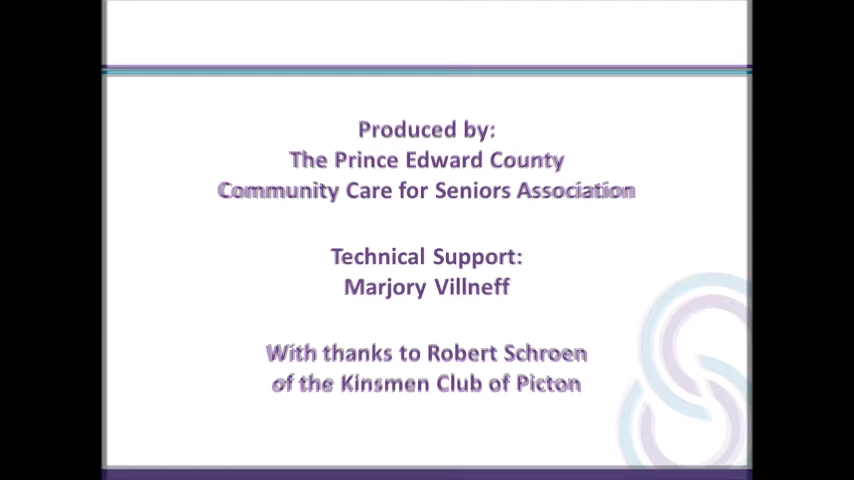 Produced by:
The Prince Edward County
Community Care for Seniors Association
Technical Support:
Marjory Villneff
With thanks to Robert Schroen
of the Kinsmen Club of Picton